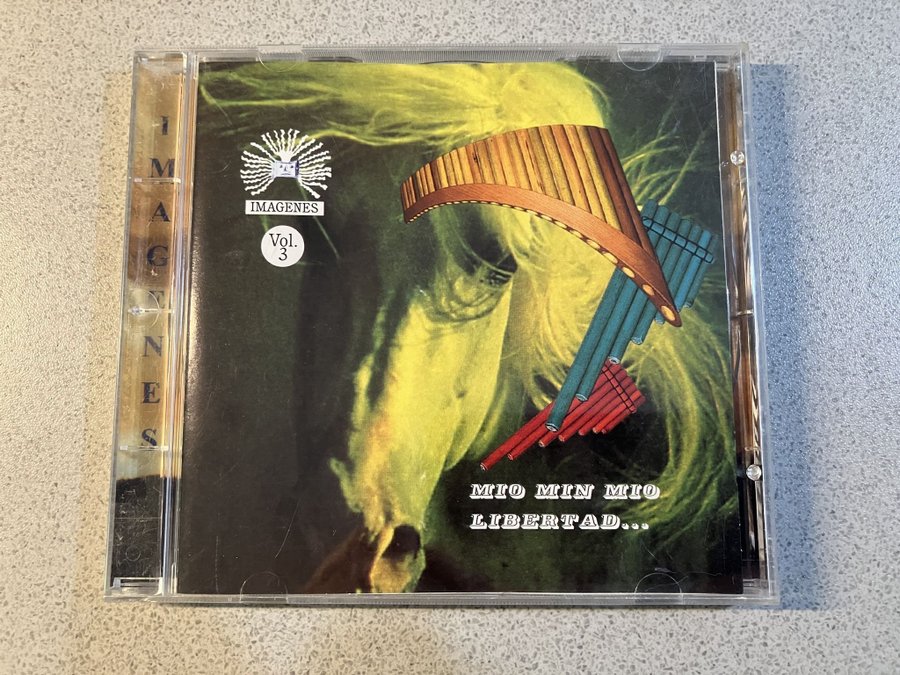 IMAGENES
IMAGENES
Vol.
3
MIO MIN MIO
LIBERTAD...